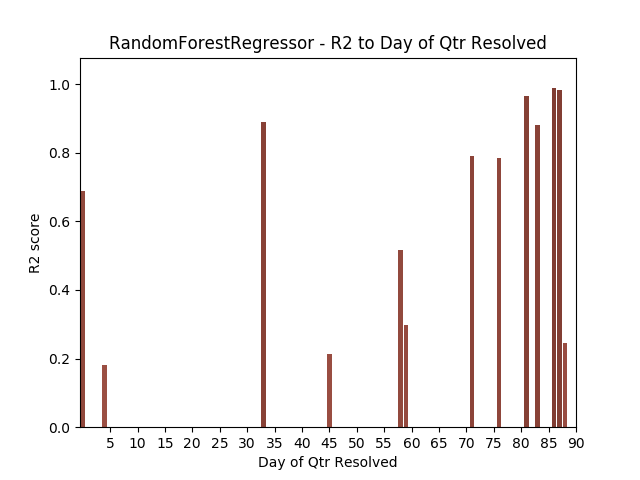 RandomForestRegressor - R2 to Day of Qtr Resolved
1.0
0.8
0.6
0.4
0.2
0.0
R2 score
5 10 15 20 25 30 35 40 45 50 55 60 65 70 75 80 85 90
Day of Qtr Resolved